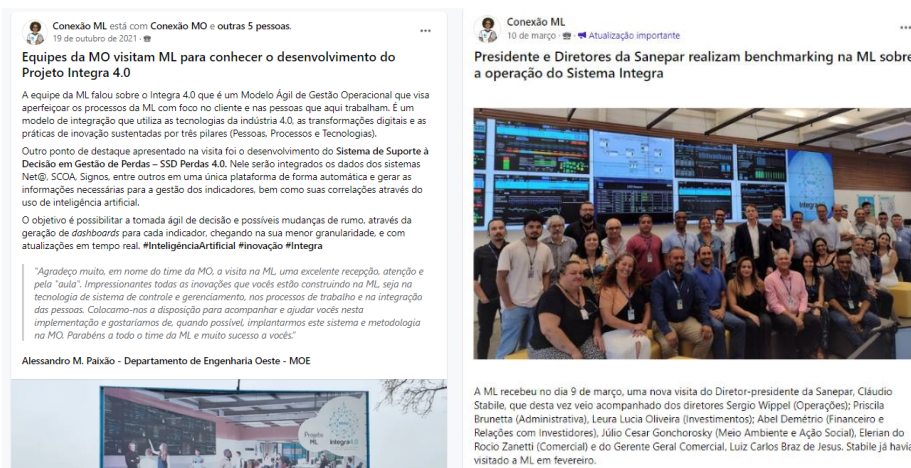 Conexão ML está com Conexão MO e outras 5 pessoas.
19 de outubro de 2021 ·
Equipes da MO visitam ML para conhecer o desenvolvimento do
Projeto Integra 4.0
A equipe da ML falou sobre o Integra 4.0 que é um Modelo Ágil de Gestão Operacional que visa
aperfeiçoar os processos da ML com foco no cliente e nas pessoas que aqui trabalham. É um
modelo de integração que utiliza as tecnologias da indústria 4.0, as transformações digitais e as
práticas de inovação sustentadas por três pilares (Pessoas, Processos e Tecnologias).
Outro ponto de destaque apresentado na visita foi o desenvolvimento do Sistema de Suporte à
Decisão em Gestão de Perdas – SSD Perdas 4.0. Nele serão integrados os dados dos sistemas
Net@, SCOA, Signos, entre outros em uma única plataforma de forma automática e gerar as
informações necessárias para a gestão dos indicadores, bem como suas correlações através do
uso de inteligência artificial.
O objetivo é possibilitar a tomada ágil de decisão e possíveis mudanças de rumo, através da
geração de dashboards para cada indicador, chegando na sua menor granularidade, e com
atualizações em tempo real. #InteligênciaArtificial #inovação #Integra
"Agradeço muito, em nome do time da MO, a visita na ML, uma excelente recepção, atenção e
pela "aula". Impressionantes todas as inovações que vocês estão construindo na ML, seja na
tecnologia de sistema de controle e gerenciamento, nos processos de trabalho e na integração
das pessoas. Colocamo-nos a disposição para acompanhar e ajudar vocês nesta
implementação e gostaríamos de, quando possível, implantarmos este sistema e metodologia
na MO. Parabéns a todo o time da ML e muito sucesso a vocês."
Alessandro M. Paixão - Departamento de Engenharia Oeste - MOE
Projeto
ML
integra4.0
Conexão ML
10 de março · Atualização importante
Presidente e Diretores da Sanepar realizam benchmarking na ML sobre
a operação do Sistema Integra
Integra
A ML recebeu no dia 9 de março, uma nova visita do Diretor-presidente da Sanepar, Cláudio
Stabile, que desta vez veio acompanhado dos diretores Sergio Wippel (Operações); Priscila
Brunetta (Administrativa), Leura Lucia Oliveira (Investimentos); Abel Demétrio (Financeiro e
Relações com Investidores), Júlio Cesar Gonchorosky (Meio Ambiente e Ação Social), Elerian do
Rocio Zanetti (Comercial) e do Gerente Geral Comercial, Luiz Carlos Braz de Jesus. Stabile já havia
visitado a ML em fevereiro.